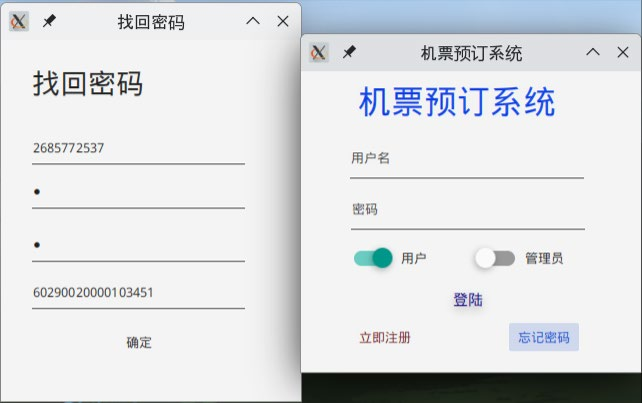 找回密码
找回密码
2685772537
•
•
60290020000103451
确定
机票预订系统
机票预订系统
用户名
密码
用户 管理员
登陆
立即注册 忘记密码